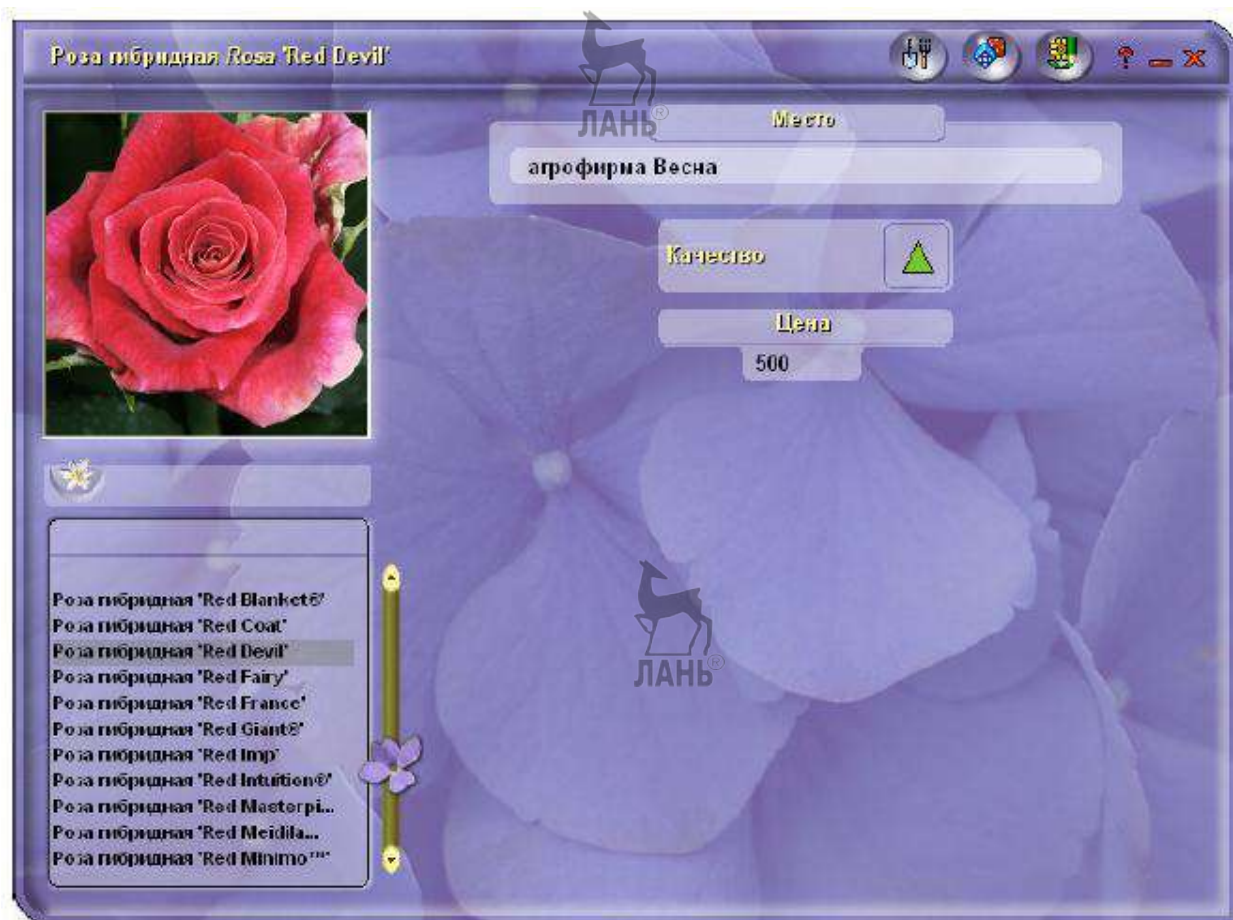 Роза гибридная Rosa 'Red Devil'
ЛАНЬ®
Место
агрофирма Весна
Качество
Цена
500
Роза гибридная 'Red Blanket®'
Роза гибридная 'Red Coat'
Роза гибридная 'Red Devil'
Роза гибридная 'Red Fairy'
Роза гибридная 'Red France'
Роза гибридная 'Red Giant®'
Роза гибридная 'Red Imp'
Роза гибридная 'Red Intuition®'
Роза гибридная 'Red Masterpi...
Роза гибридная 'Red Meidila...
Роза гибридная 'Red Minimo™'
ЛАНЬ®